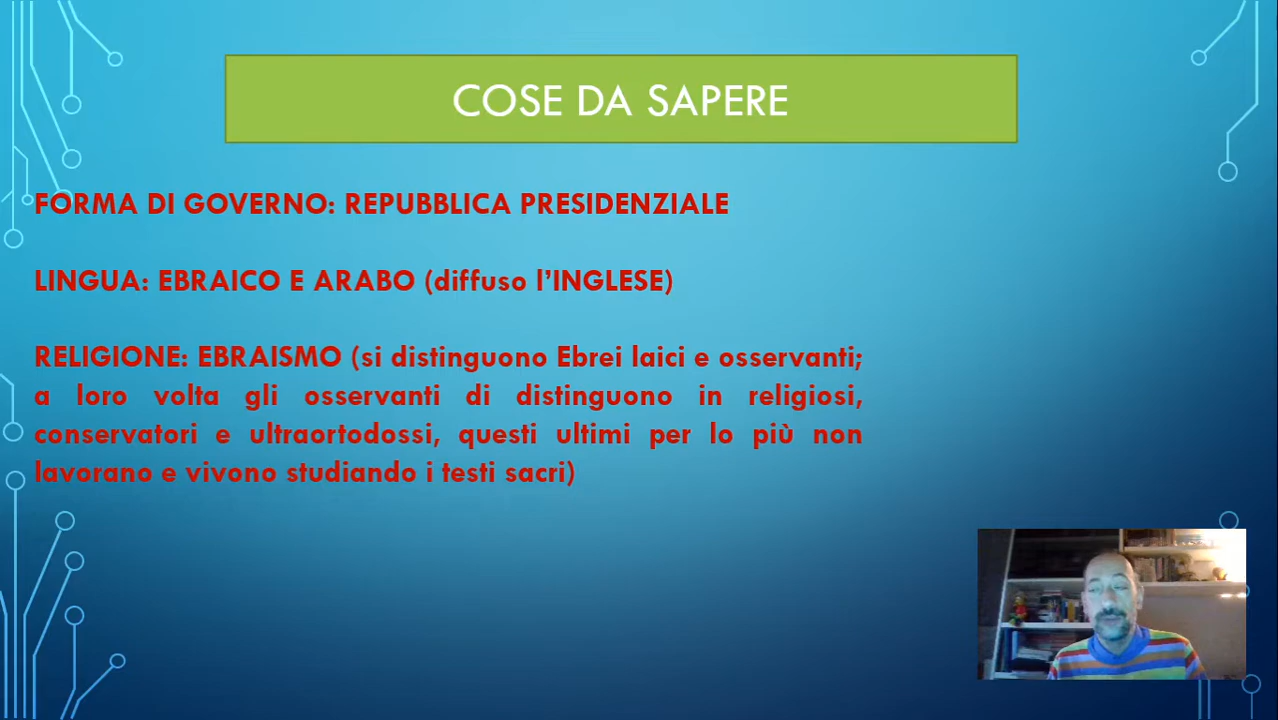 COSE DA SAPERE
FORMA DI GOVERNO: REPUBBLICA PRESIDENZIALE
LINGUA: EBRAICO E ARABO (diffuso l’INGLESE)
RELIGIONE: EBRAISMO (si distinguono Ebrei laici e osservanti;
a loro volta gli osservanti di distinguono in religiosi,
conservatori e ultraortodossi, questi ultimi per lo più non
lavorano e vivono studiando i testi sacri)